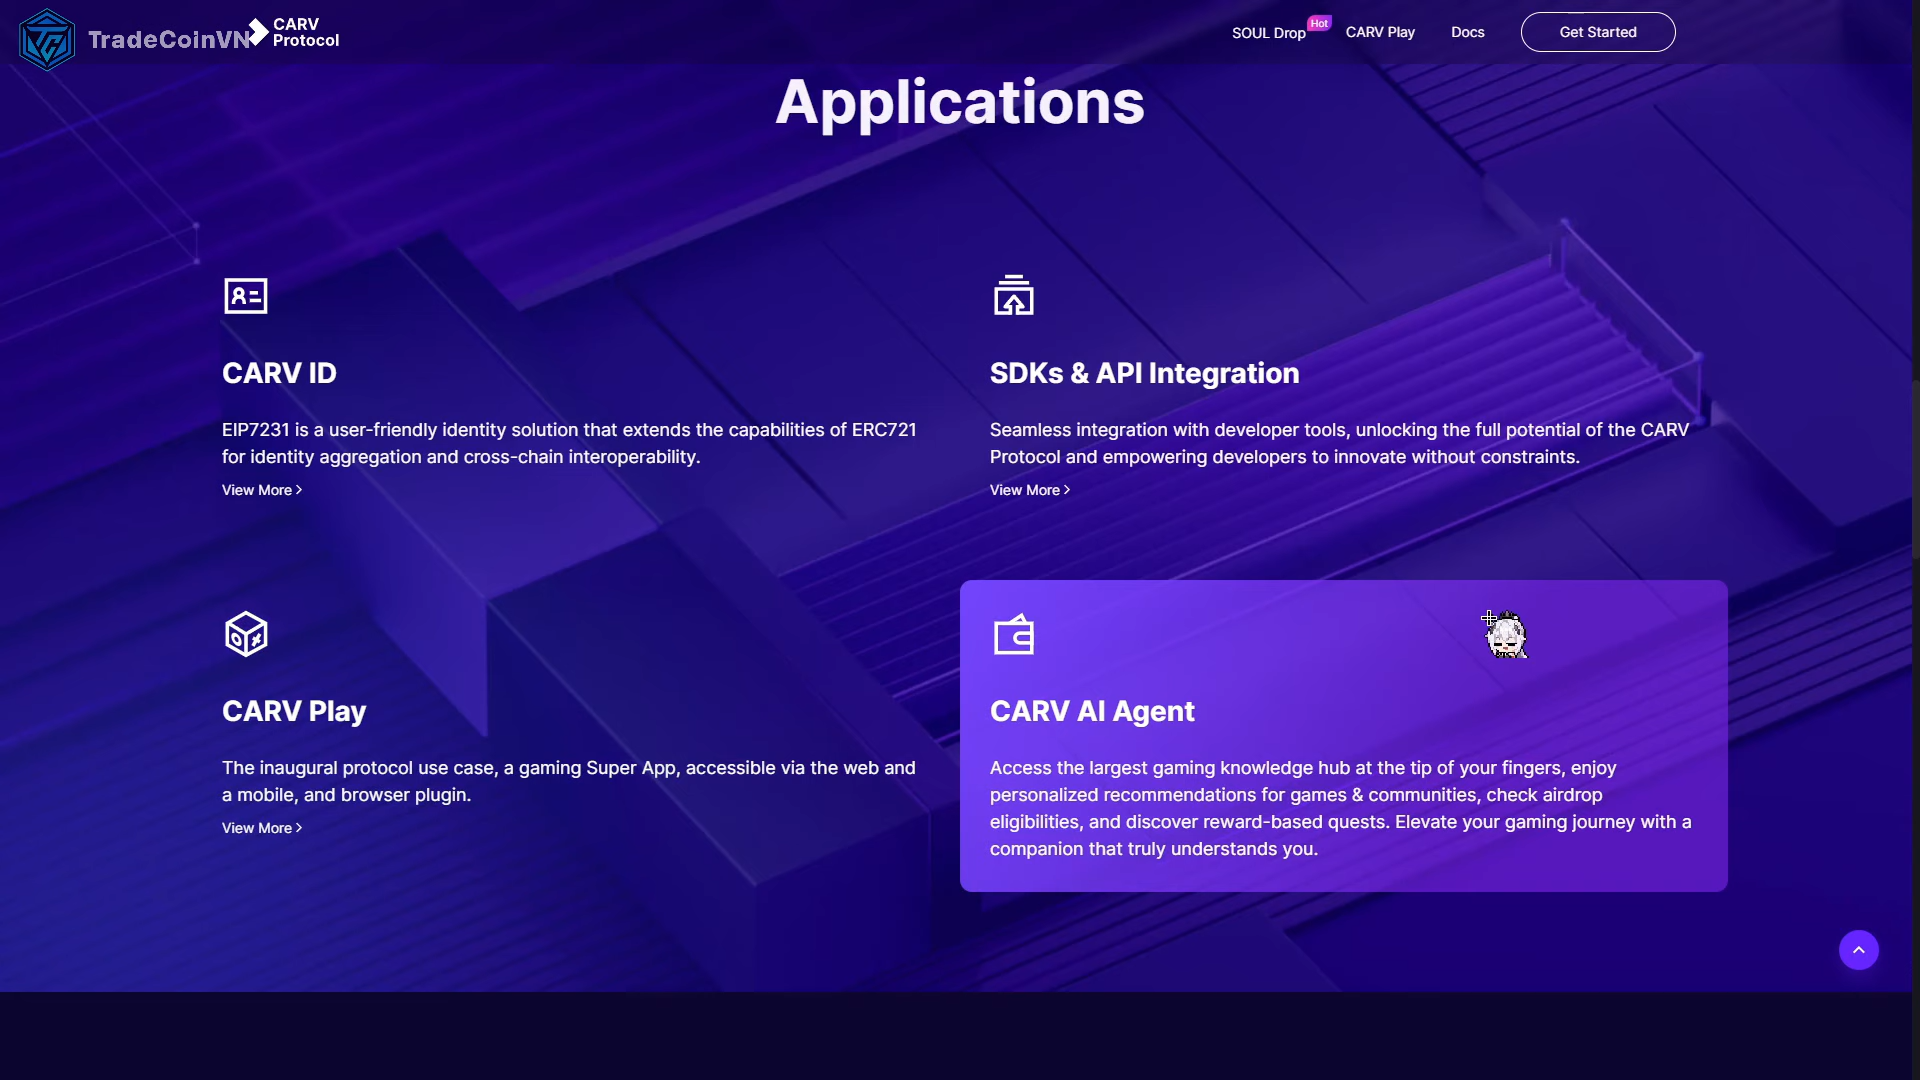 TradeCoinVN
CARV
Protocol
SOUL Drop
Hot
CARV Play
Docs
Get Started
Applications
CARV ID
EIP7231 is a user-friendly identity solution that extends the capabilities of ERC721
for identity aggregation and cross-chain interoperability.
View More
SDKs & API Integration
Seamless integration with developer tools, unlocking the full potential of the CARV
Protocol and empowering developers to innovate without constraints.
View More
CARV Play
The inaugural protocol use case, a gaming Super App, accessible via the web and
a mobile, and browser plugin.
View More
CARV AI Agent
Access the largest gaming knowledge hub at the tip of your fingers, enjoy
personalized recommendations for games & communities, check airdrop
eligibilities, and discover reward-based quests. Elevate your gaming journey with a
companion that truly understands you.